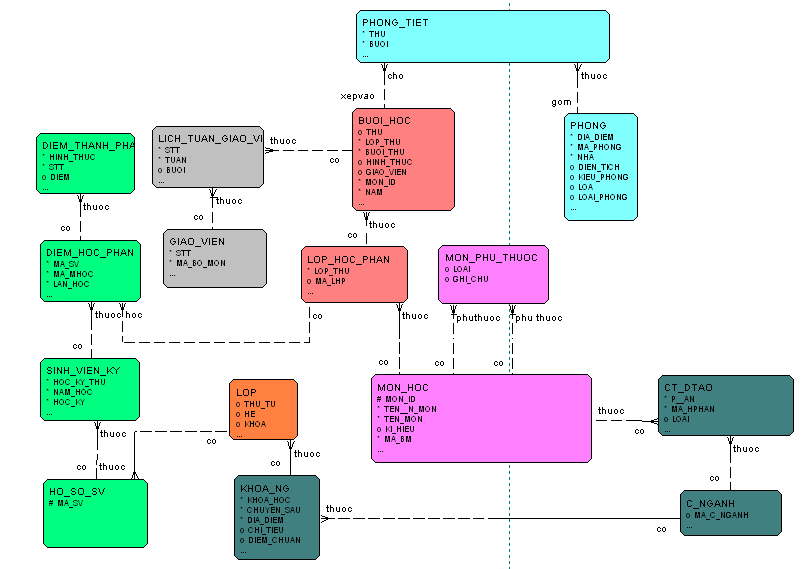 PHONG_TIET
* THU
* BUOI
...
cho
thuoc
xepvao
gom
BUOI_HOC
o THU
* LOP_THU
* BUOI_THU
o HINH_THUC
o GIAO_VIEN
* MON_ID
* NAM
...
PHONG
* DIA_DIEM
* MA_PHONG
* NHA
o DIEN_TICH
o KIEU_PHONG
o LOA
o LOAI_PHONG
...
LICH_TUAN_GIAO_VI
* STT
* TUAN
o BUOI
...
thuoc
co
DIEM_THANH_PHA
* HINH_THUC
* STT
o DIEM
...
thuoc
co
thuoc
co
GIAO_VIEN
* STT
* MA_BO_MON
...
thuoc
co
DIEM_HOC_PHAN
* MA_SV
* MA_MHOC
* LAN_HOC
...
LOP_HOC_PHAN
* LOP_THU
o MA_LHP
...
MON_PHU_THUOC
o LOAI
o GHI_CHU
...
thuoc
hoc
co
co
thuoc
co
phuthuoc
co
phu thuoc
co
SINH_VIEN_KY
* HOC_KY_THU
* NAM_HOC
* HOC_KY
...
LOP
o THU_TU
o HE
o KHOA
...
MON_HOC
# MON_ID
* TEN__N_MON
* TEN_MON
o KI_HIEU
* MA_BM
...
CT_DTAO
* P__AN
* MA_HPHAN
o LOAI
...
thuoc
co
thuoc
co
thuoc
co
thuoc
co
thuoc
co
HO_SO_SV
# MA_SV
KHOA_NG
* KHOA_HOC
* CHUYEN_SAU
* DIA_DIEM
o CHI_TIEU
o DIEM_CHUAN
...
C_NGANH
o MA_C_NGANH
...
thuoc
co